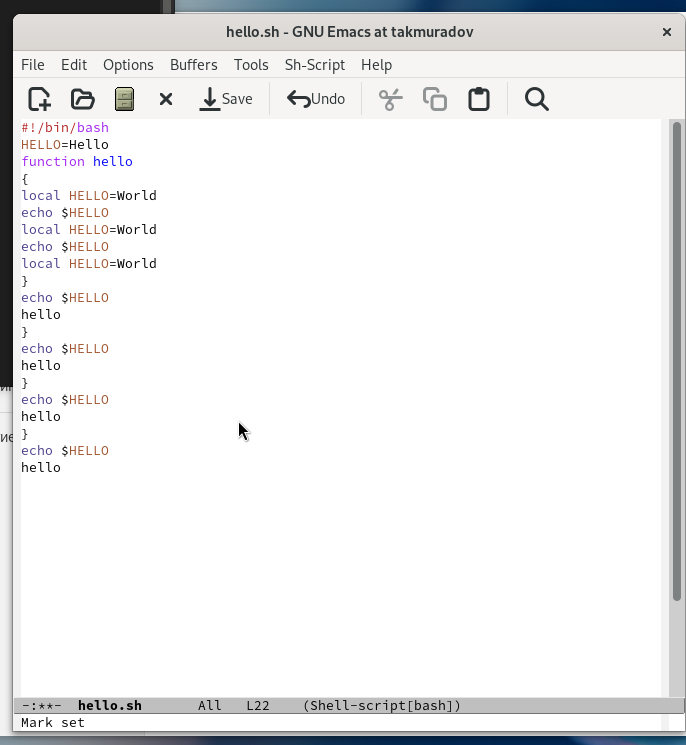 hello.sh - GNU Emacs at takmuradov
File Edit Options Buffers Tools Sh-Script Help
Save Undo
#!/bin/bash
HELLO=Hello
function hello
{
local HELLO=World
echo $HELLO
local HELLO=World
echo $HELLO
local HELLO=World
}
echo $HELLO
hello
}
echo $HELLO
hello
}
echo $HELLO
hello
}
echo $HELLO
hello
-:**- hello.sh All L22 (Shell-script[bash])
Mark set